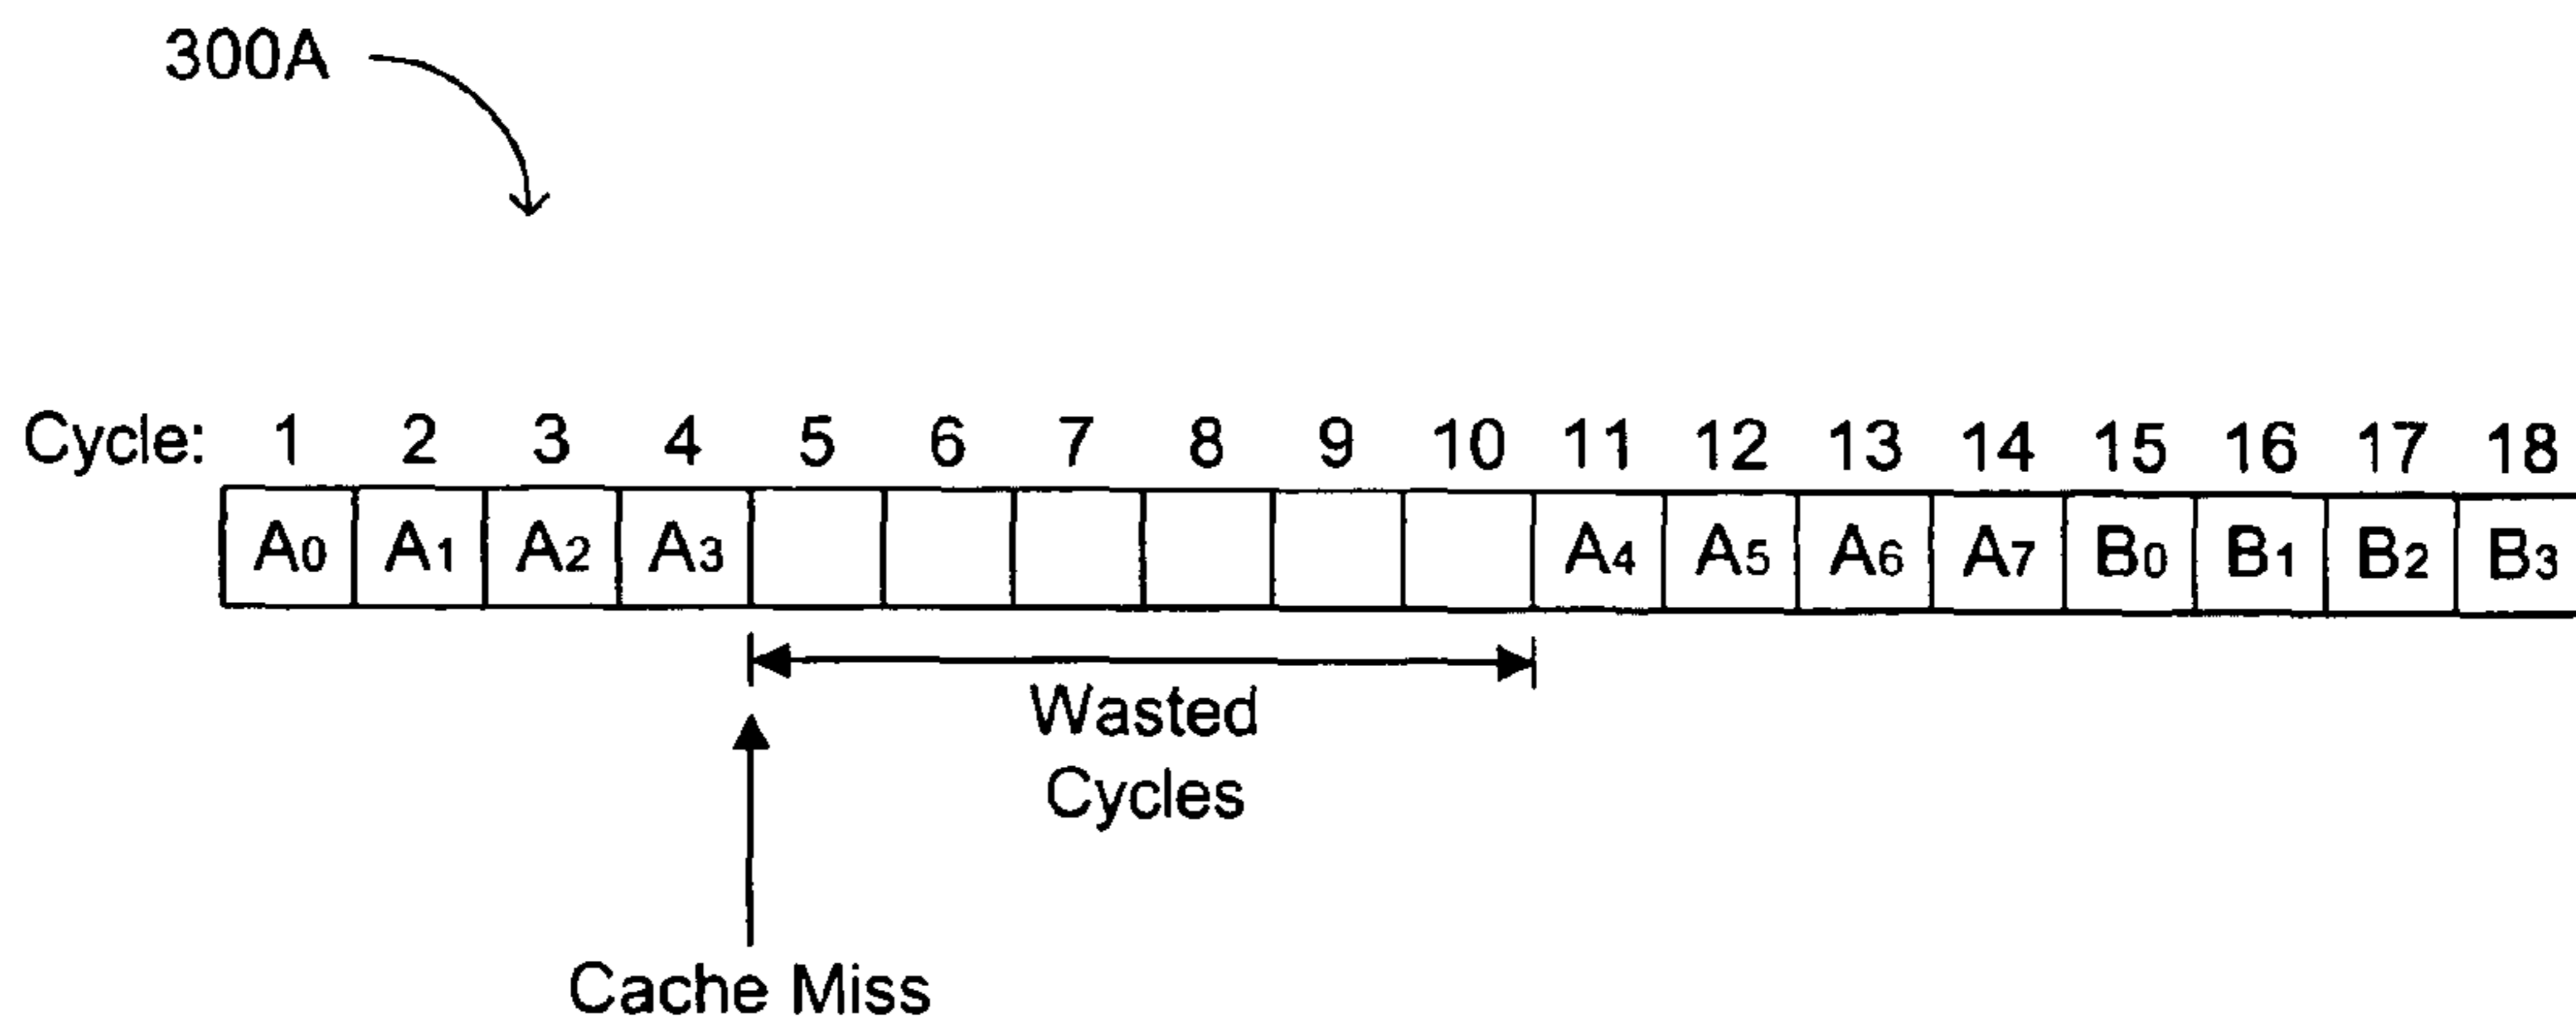 300A
Cycle: 1 2 3 4 5 6 7 8 9 10 11 12 13 14 15 16 17 18
A0 A1 A2 A3 A4 A5 A6 A7 B0 B1 B2 B3
Wasted
Cycles
Cache Miss